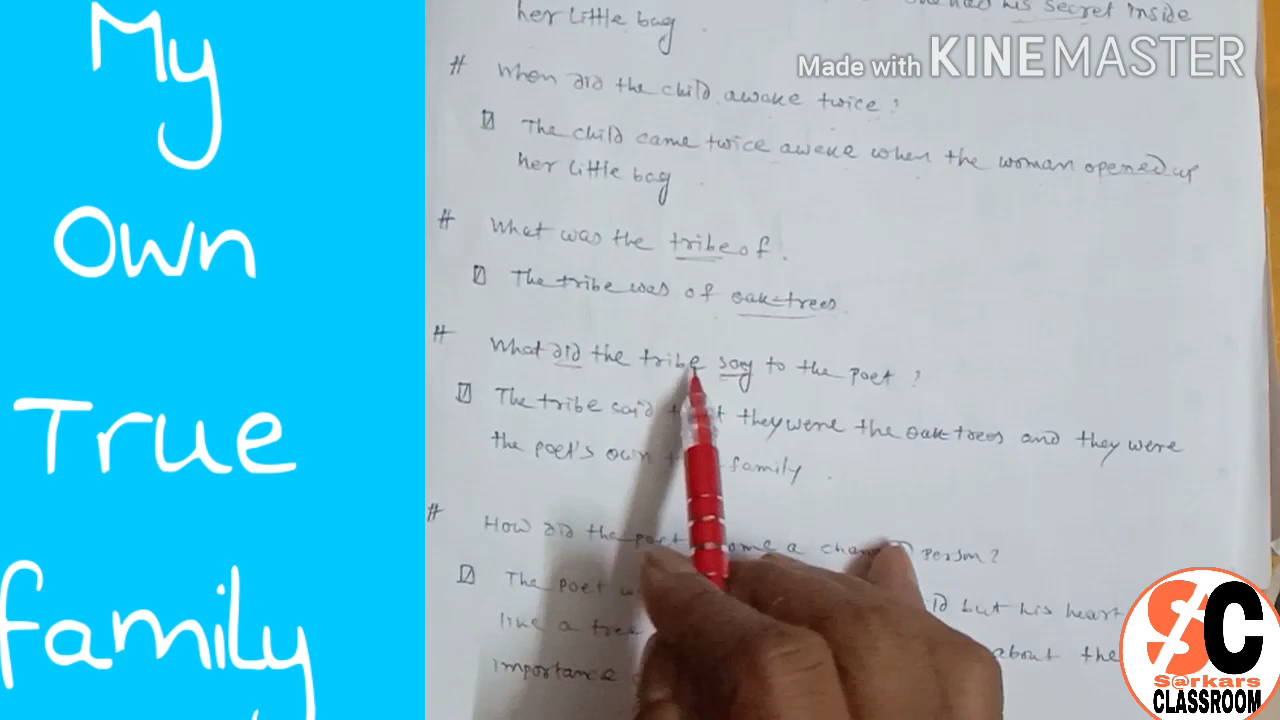 My
Own
True
family
his secret inside
her little bag .
Made with KINEMASTER
# When did the child awake twice ?
The child came twice awake when the woman opened up
her little bag .
# What was the tribe of .
The tribe was of oak-trees .
# What did the tribe say to the poet ?
The tribe said they were the oak trees and they were
the poet's own family .
# How did the poet a person ?
The poet but his heart
like a tree about the
importance
SC
S@rkars
CLASSROOM